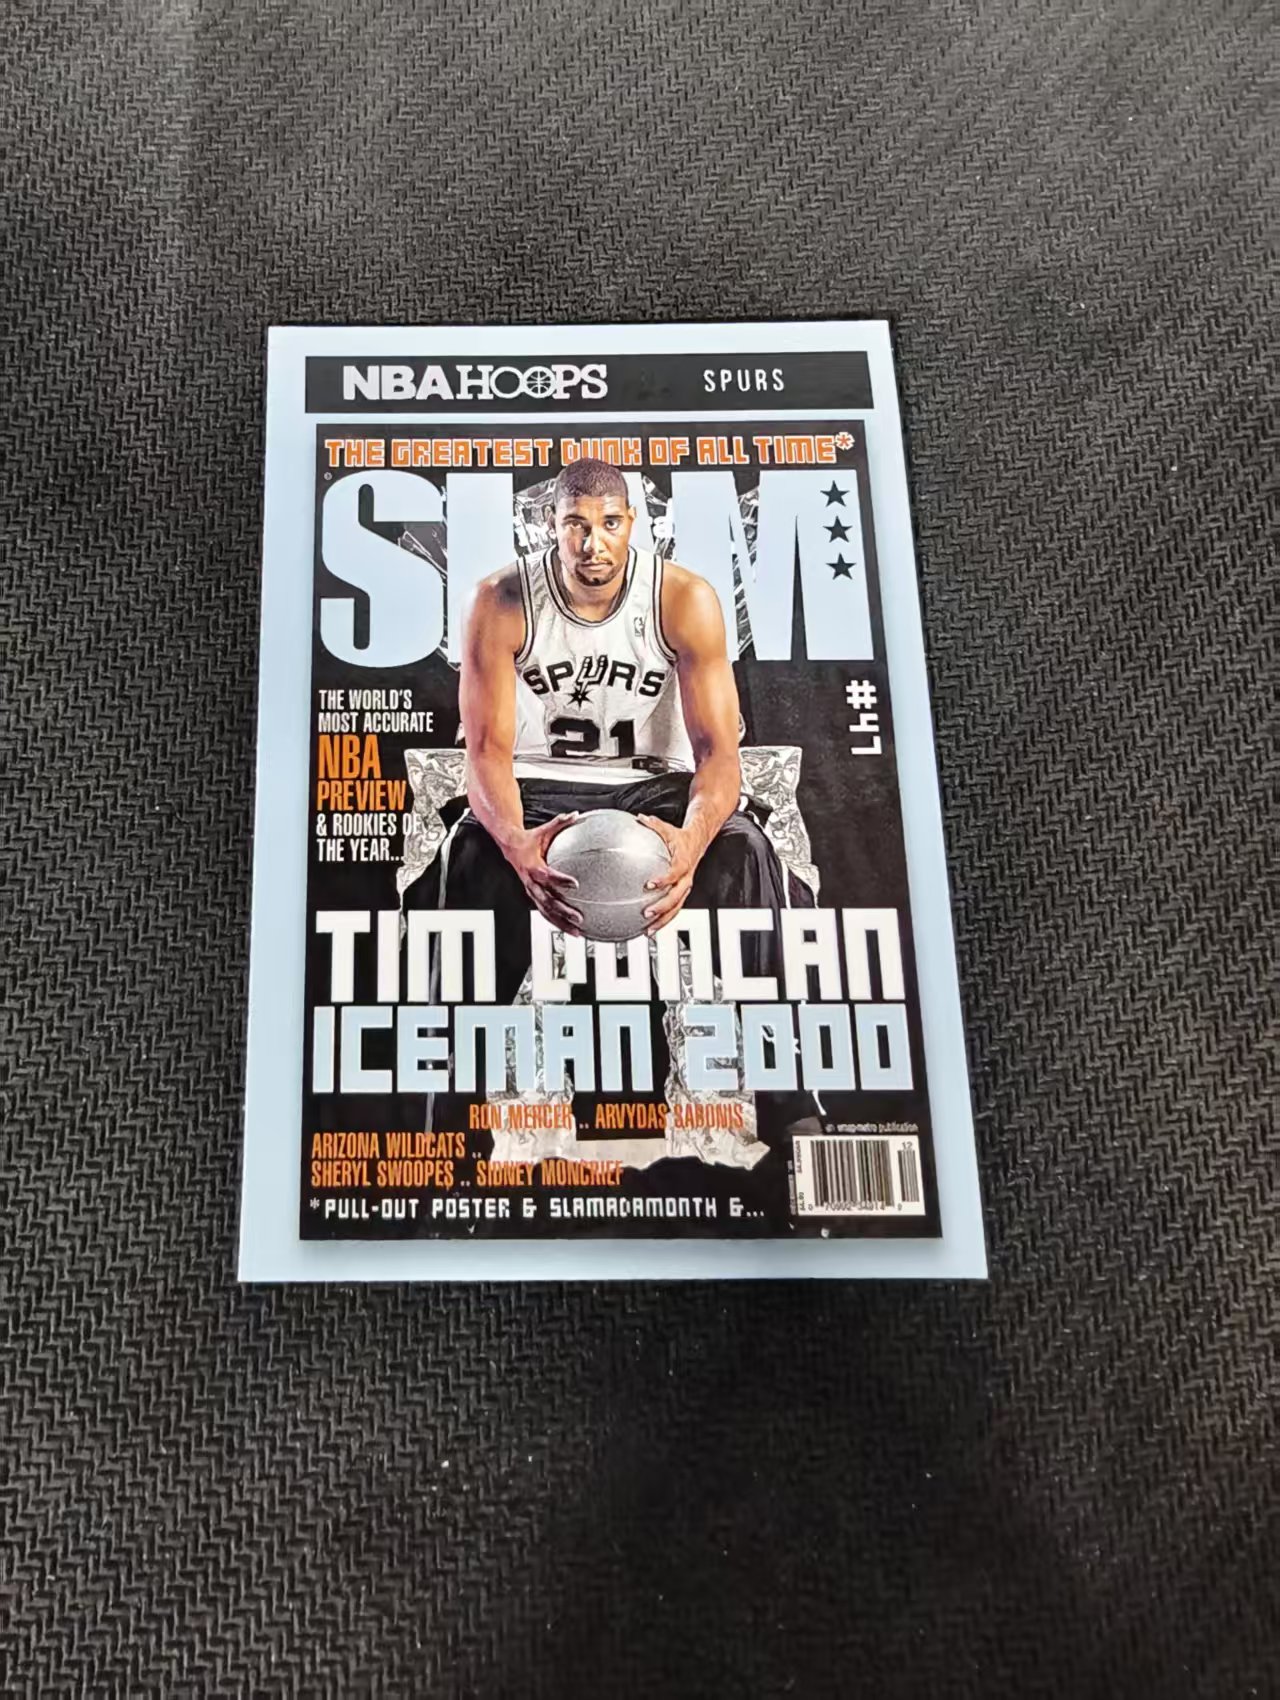 NBA HOOPS
SPURS
THE GREATEST DUNK OF ALL TIME*
SLAM
#47
SPURS
21
THE WORLD'S
MOST ACCURATE
NBA
PREVIEW
& ROOKIES OF
THE YEAR...
TIM DUNCAN
ICEMAN 2000
RON MERCER .. ARVYDAS SABONIS
ARIZONA WILDCATS ..
SHERYL SWOOPES .. SIDNEY MONCRIEF
*PULL-OUT POSTER & SLAMADAMONTH &...